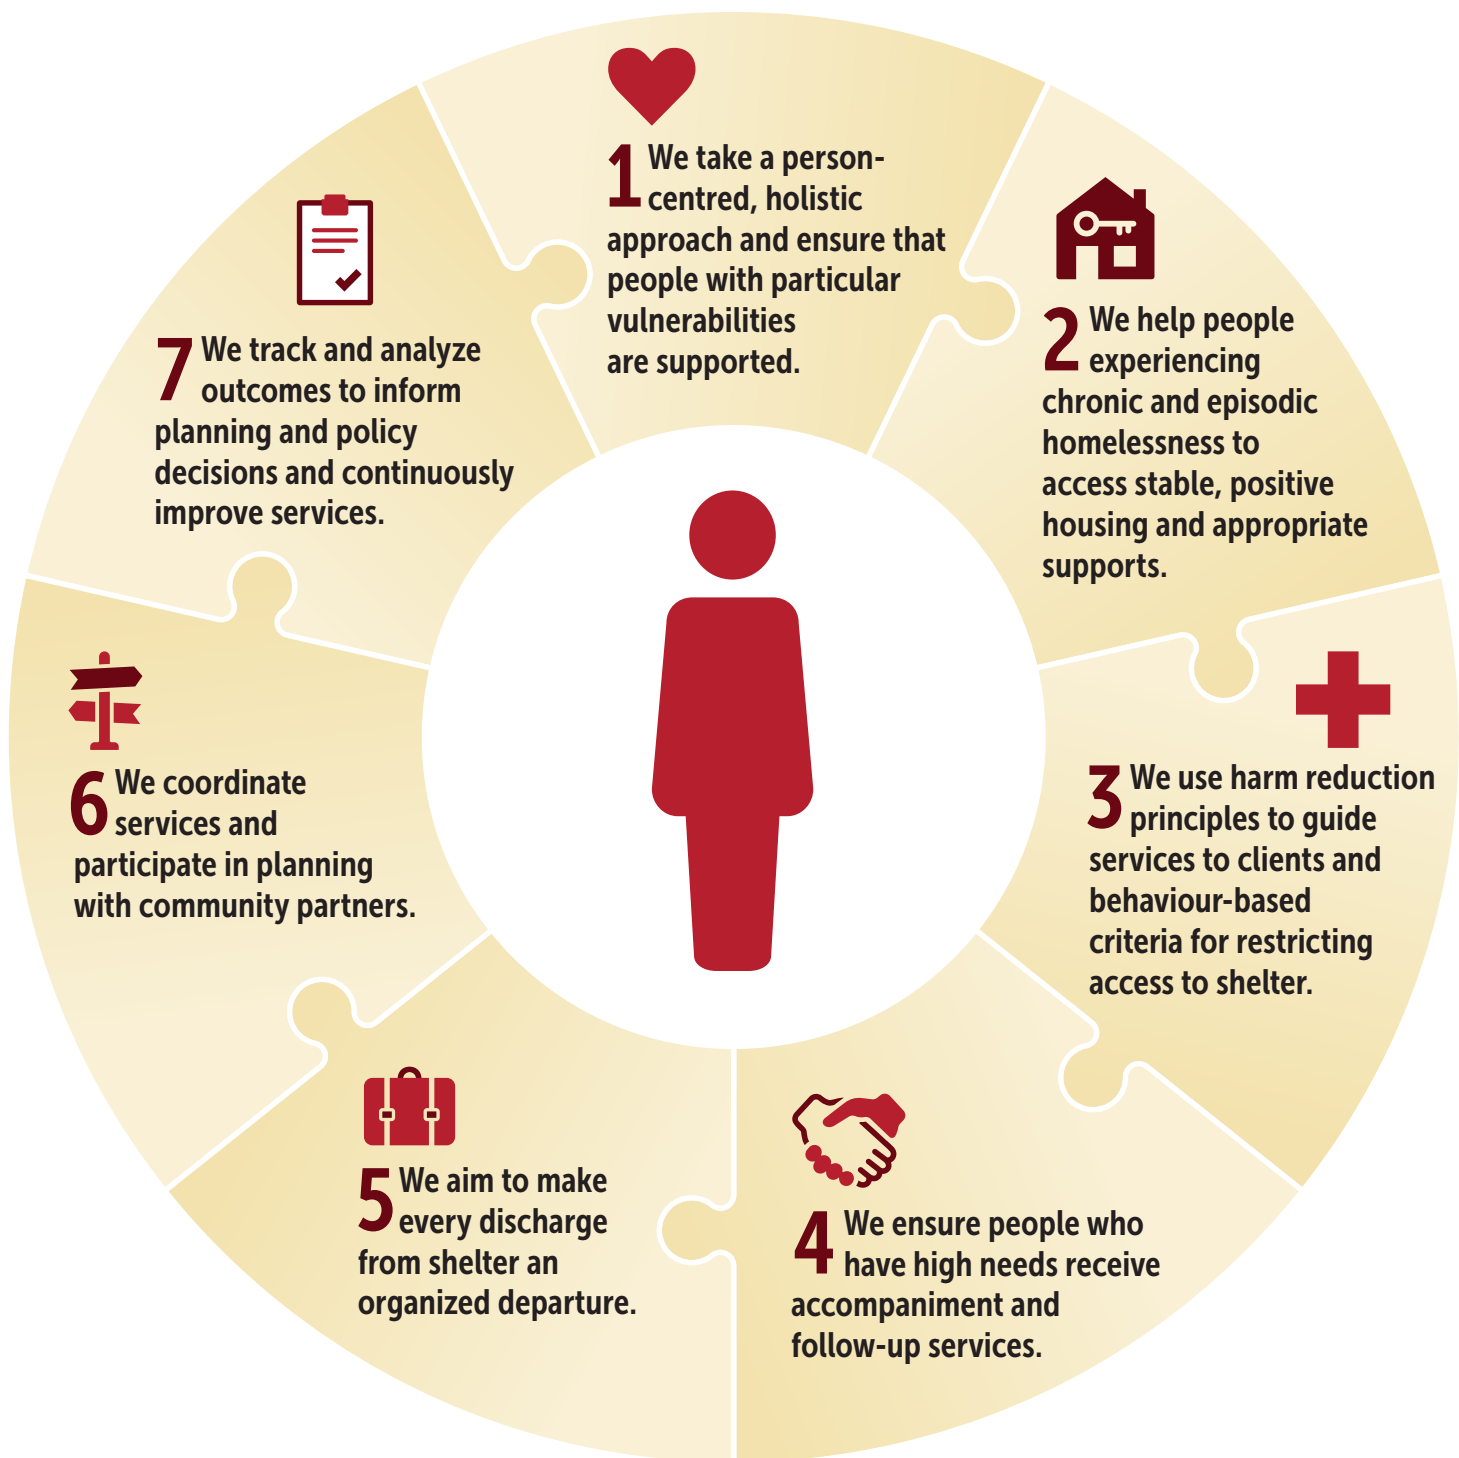 1 We take a person-
centred, holistic
approach and ensure that
people with particular
vulnerabilities
are supported.
2 We help people
experiencing
chronic and episodic
homelessness to
access stable, positive
housing and appropriate
supports.
3 We use harm reduction
principles to guide
services to clients and
behaviour-based
criteria for restricting
access to shelter.
4 We ensure people who
have high needs receive
accompaniment and
follow-up services.
5 We aim to make
every discharge
from shelter an
organized departure.
6 We coordinate
services and
participate in planning
with community partners.
7 We track and analyze
outcomes to inform
planning and policy
decisions and continuously
improve services.